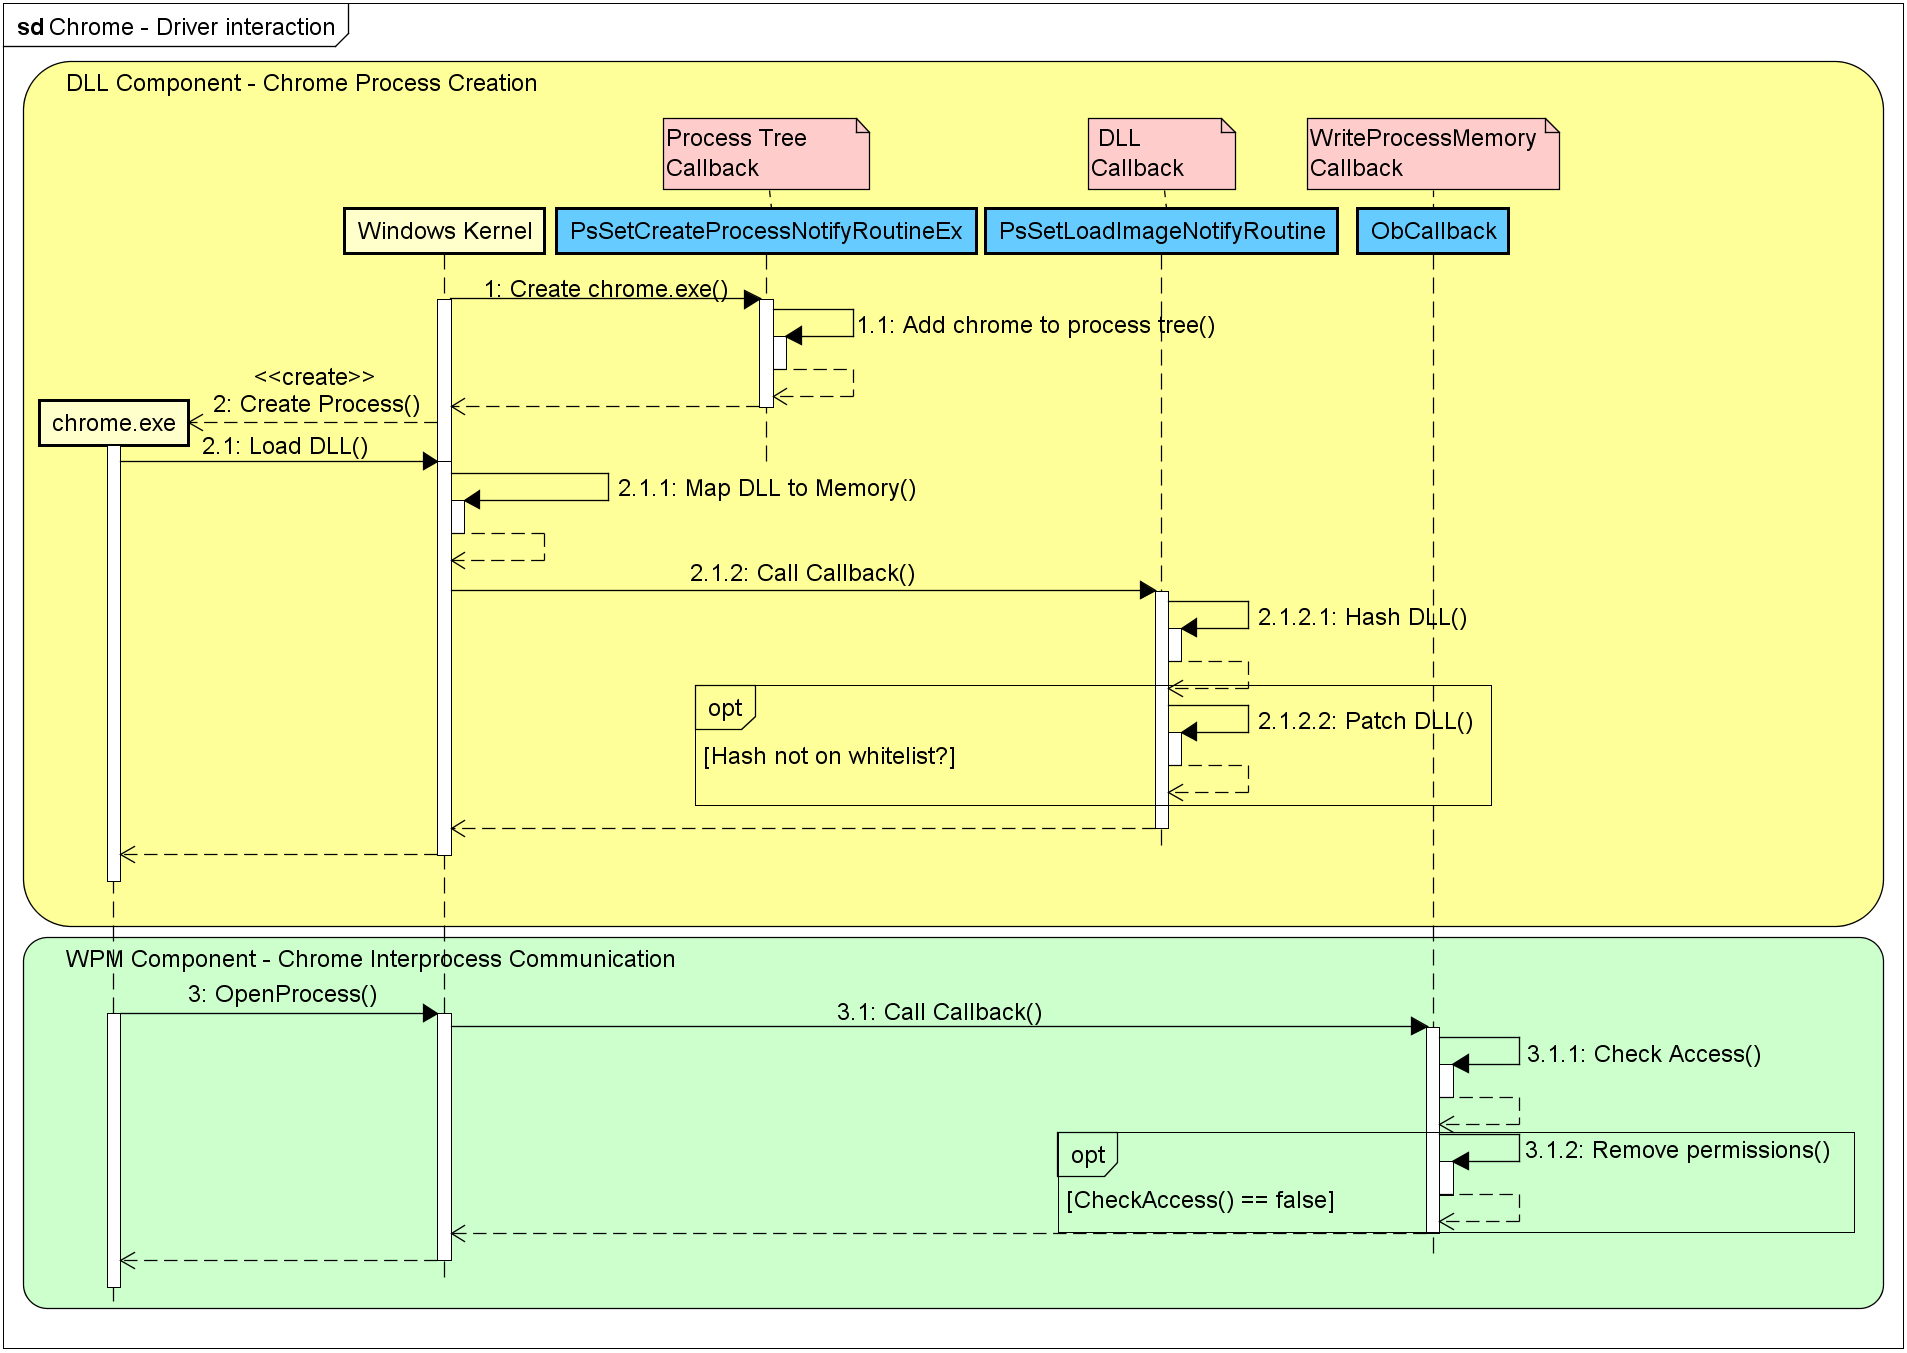 sd Chrome - Driver interaction
DLL Component - Chrome Process Creation
Process Tree
Callback
DLL
Callback
WriteProcessMemory
Callback
Windows Kernel
PsSetCreateProcessNotifyRoutineEx
PsSetLoadImageNotifyRoutine
ObCallback
1: Create chrome.exe()
1.1: Add chrome to process tree()
<<create>>
2: Create Process()
chrome.exe
2.1: Load DLL()
2.1.1: Map DLL to Memory()
2.1.2: Call Callback()
2.1.2.1: Hash DLL()
opt
2.1.2.2: Patch DLL()
[Hash not on whitelist?]
WPM Component - Chrome Interprocess Communication
3: OpenProcess()
3.1: Call Callback()
3.1.1: Check Access()
opt
3.1.2: Remove permissions()
[CheckAccess() == false]